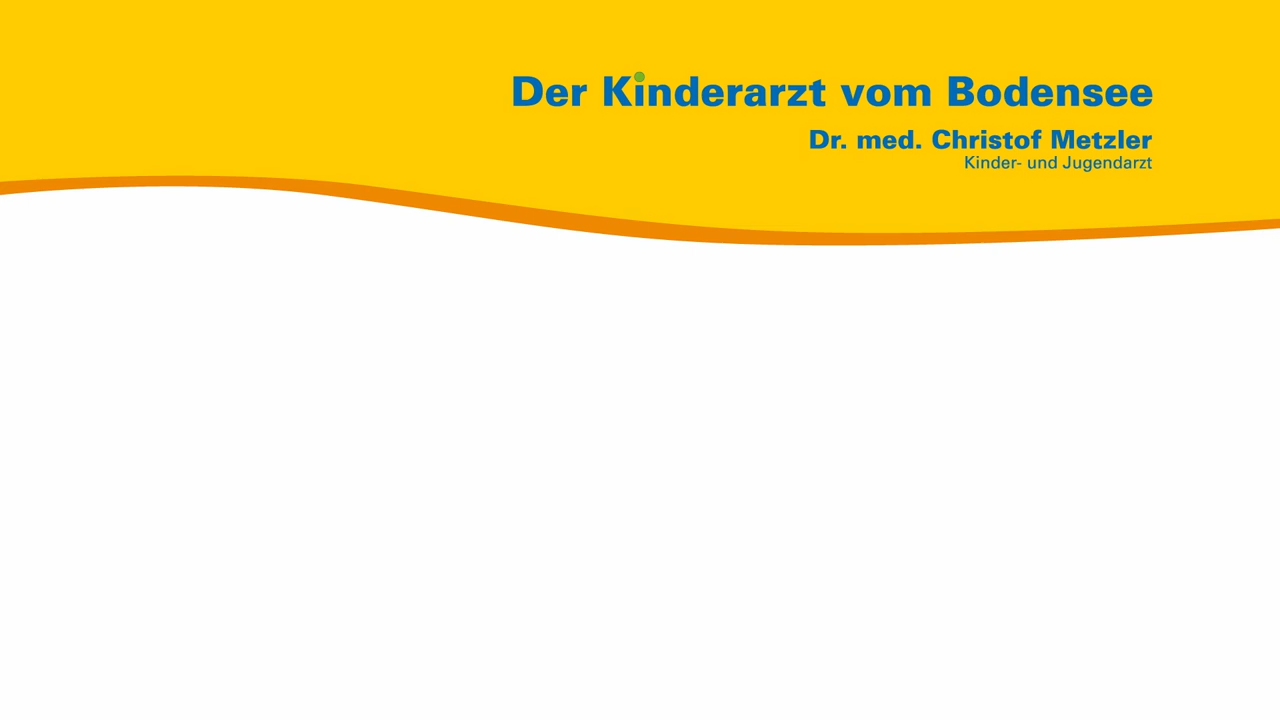 Der Kinderarzt vom Bodensee
Dr. med. Christof Metzler
Kinder- und Jugendarzt